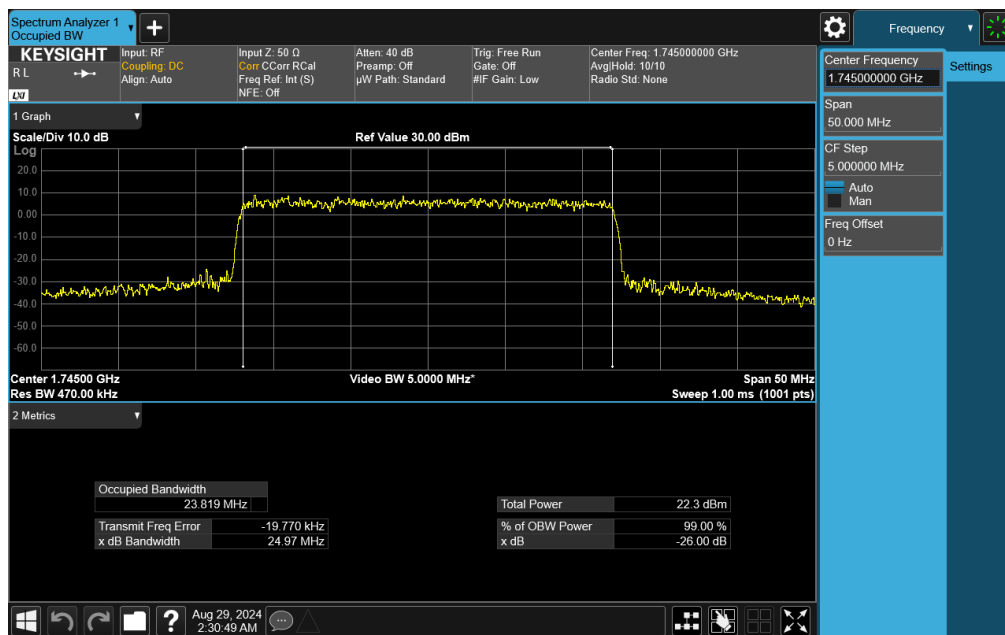 Spectrum Analyzer 1
Occupied BW
Frequency
KEYSIGHT
R L
LXI
Input: RF
Coupling: DC
Align: Auto
Input Z: 50 Ω
Corr CCorr RCal
Freq Ref: Int (S)
NFE: Off
Atten: 40 dB
Preamp: Off
µW Path: Standard
Trig: Free Run
Gate: Off
#IF Gain: Low
Center Freq: 1.745000000 GHz
Avg|Hold: 10/10
Radio Std: None
Center Frequency
1.745000000 GHz
Settings
Span
50.000 MHz
CF Step
5.000000 MHz
Auto
Man
Freq Offset
0 Hz
1 Graph
Scale/Div 10.0 dB
Ref Value 30.00 dBm
Log
20.0
10.0
0.00
-10.0
-20.0
-30.0
-40.0
-50.0
-60.0
Center 1.74500 GHz
Video BW 5.0000 MHz*
Span 50 MHz
Res BW 470.00 kHz
Sweep 1.00 ms (1001 pts)
2 Metrics
Occupied Bandwidth
23.819 MHz
Total Power 22.3 dBm
Transmit Freq Error -19.770 kHz
% of OBW Power 99.00 %
x dB Bandwidth 24.97 MHz
x dB -26.00 dB
?
Aug 29, 2024
2:30:49 AM